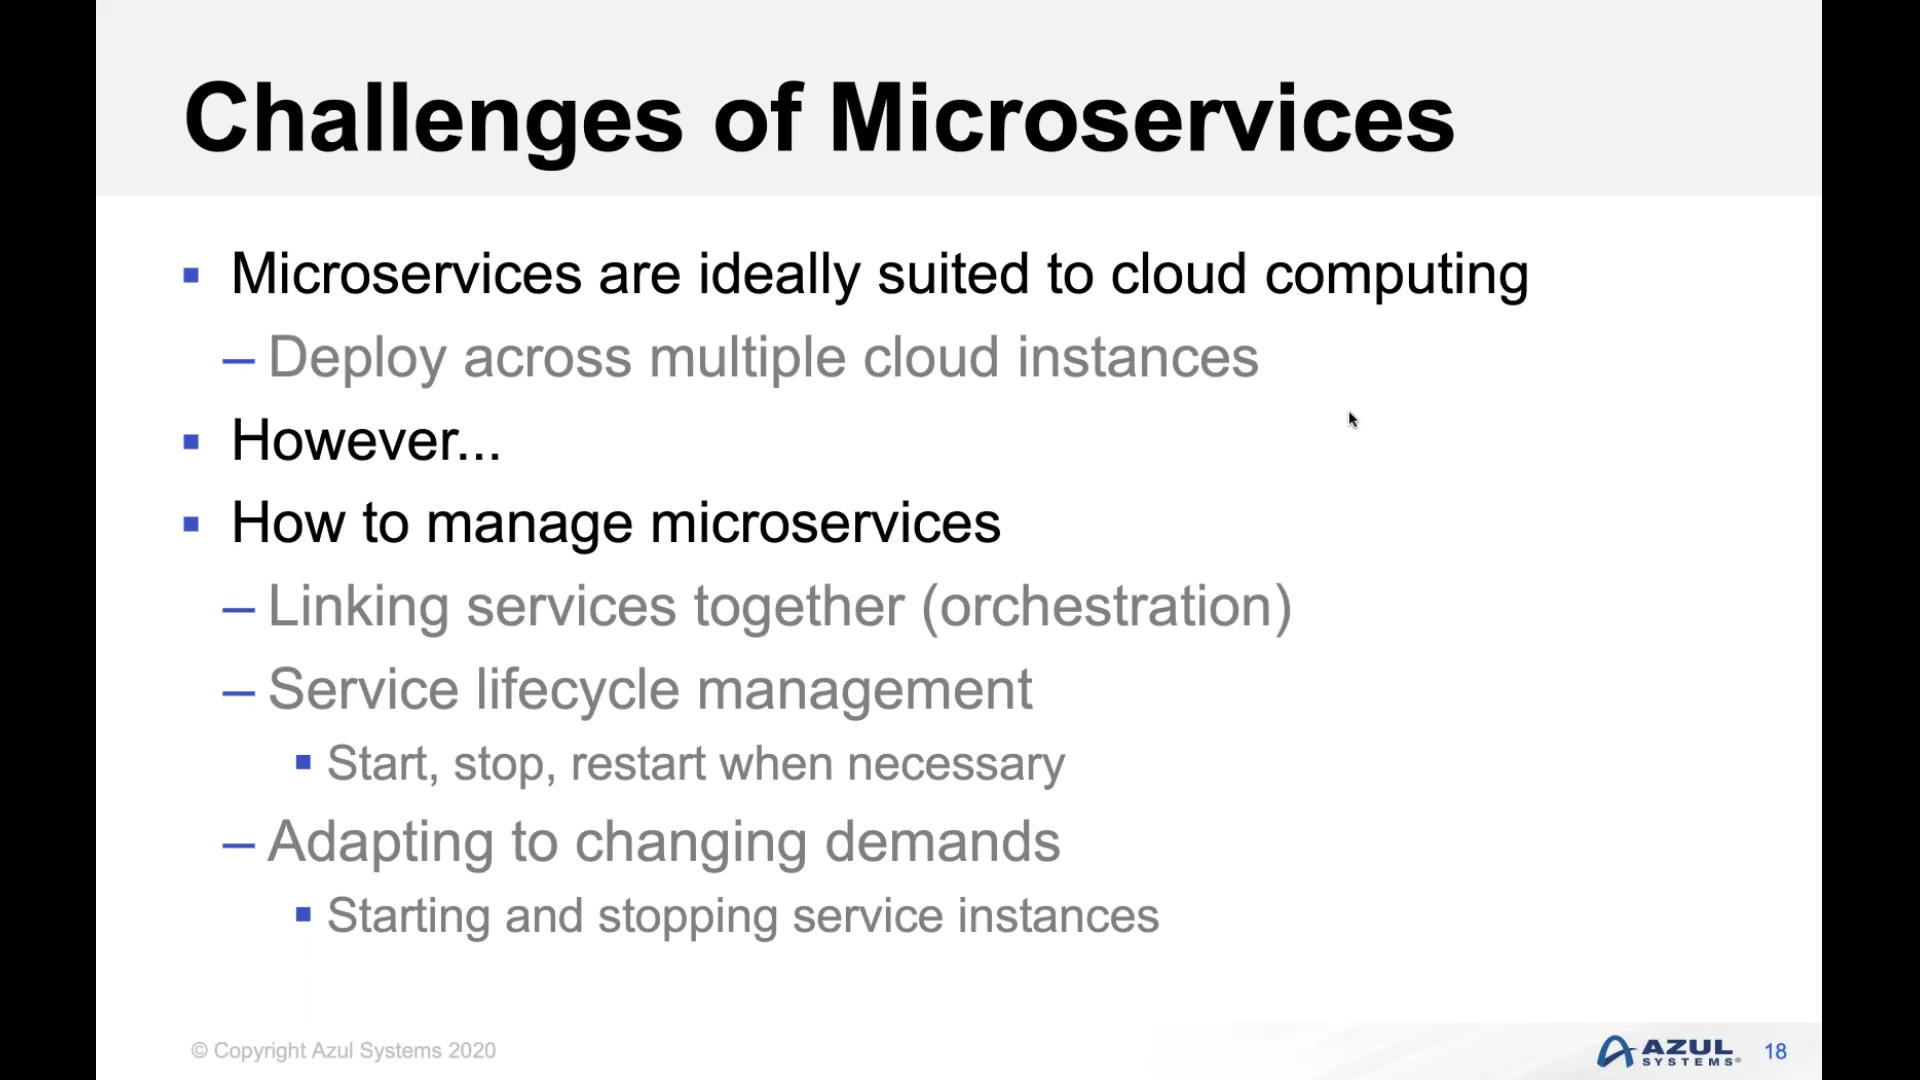 Challenges of Microservices
▪ Microservices are ideally suited to cloud computing
– Deploy across multiple cloud instances
▪ However...
▪ How to manage microservices
– Linking services together (orchestration)
– Service lifecycle management
▪ Start, stop, restart when necessary
– Adapting to changing demands
▪ Starting and stopping service instances
© Copyright Azul Systems 2020
AZUL
SYSTEMS®
18